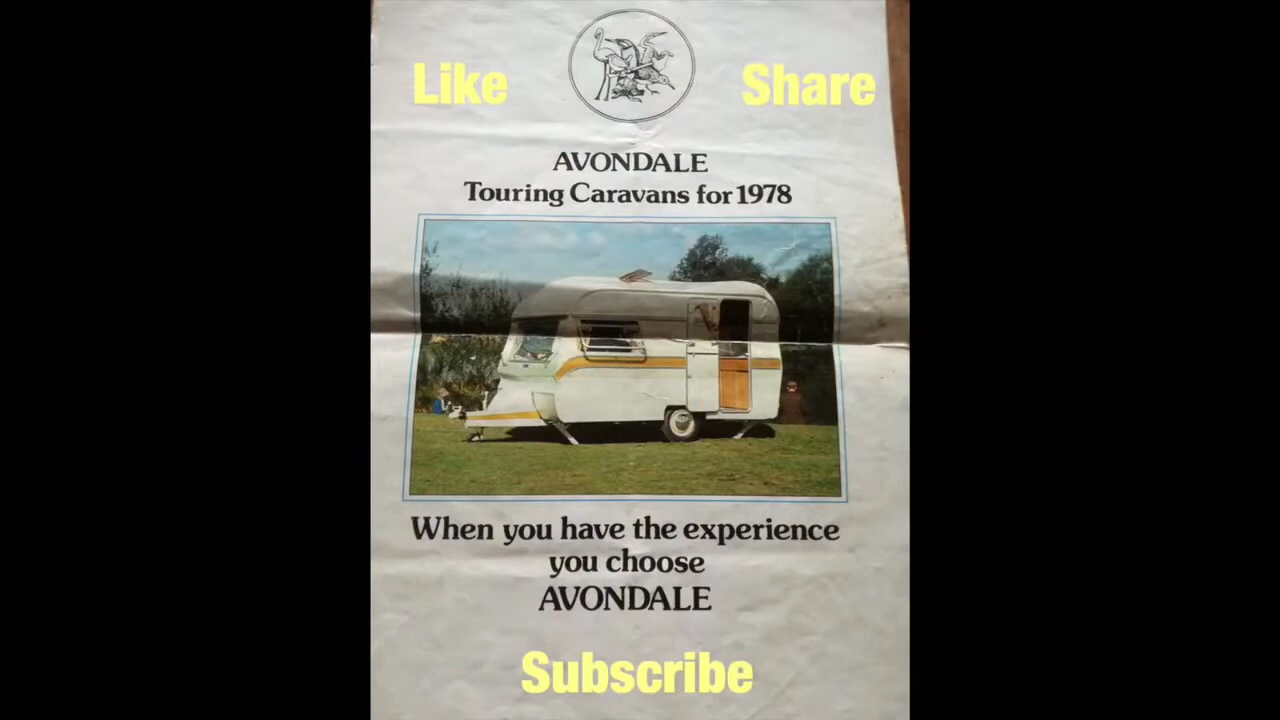 Like
Share
AVONDALE
Touring Caravans for 1978
When you have the experience
you choose
AVONDALE
Subscribe